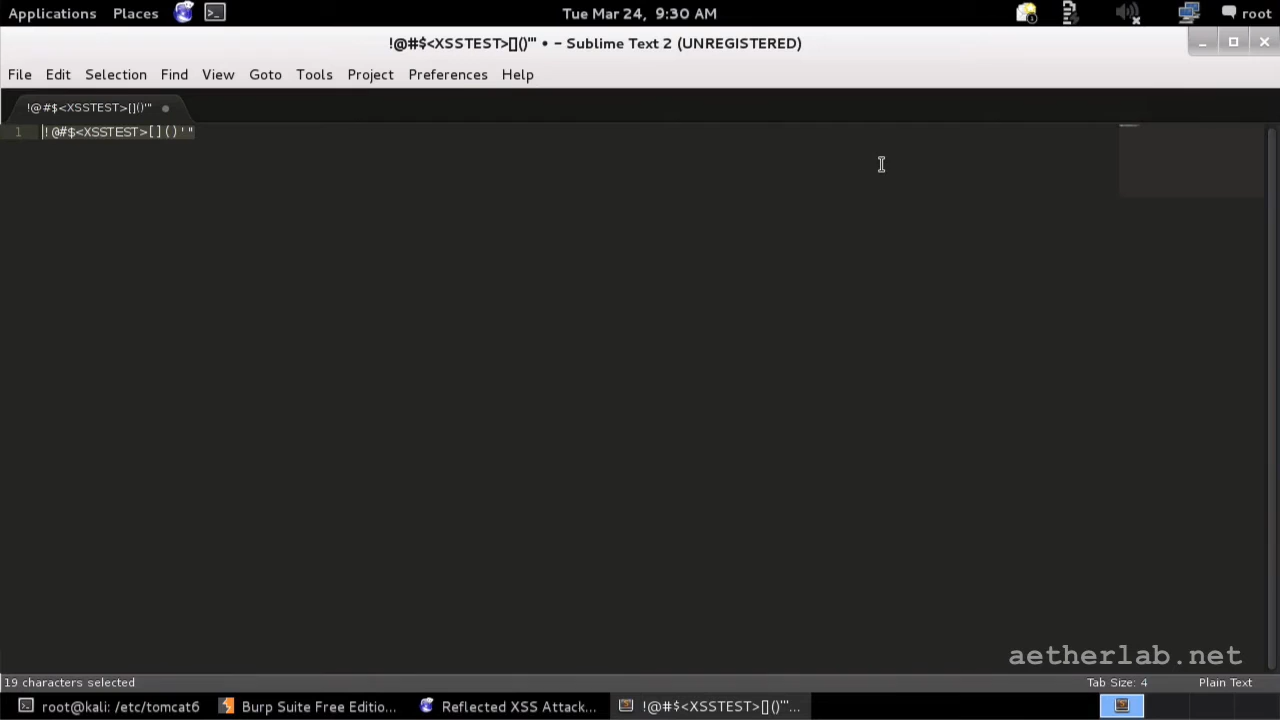 Applications Places Tue Mar 24, 9:30 AM root
!@#$<XSSTEST>[]()'" • - Sublime Text 2 (UNREGISTERED)
File Edit Selection Find View Goto Tools Project Preferences Help
!@#$<XSSTEST>[]()'"
1 !@#$<XSSTEST>[]()'"
aetherlab.net
19 characters selected Tab Size: 4 Plain Text
root@kali: /etc/tomcat6 Burp Suite Free Editio... Reflected XSS Attack... !@#$<XSSTEST>[]()'"...